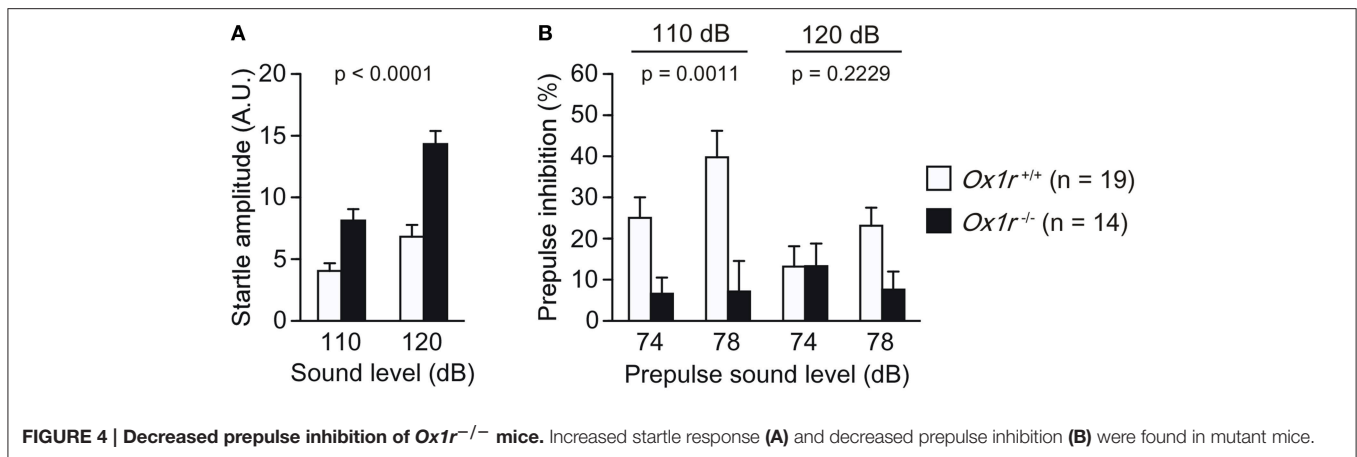 A
p < 0.0001
Startle amplitude (A.U.)
20
15
10
5
0
110 120
Sound level (dB)
B
110 dB 120 dB
p = 0.0011 p = 0.2229
Prepulse inhibition (%)
60
50
40
30
20
10
0
74 78 74 78
Prepulse sound level (dB)
Ox1r +/+ (n = 19)
Ox1r -/- (n = 14)
FIGURE 4 | Decreased prepulse inhibition of Ox1r−/− mice. Increased startle response (A) and decreased prepulse inhibition (B) were found in mutant mice.